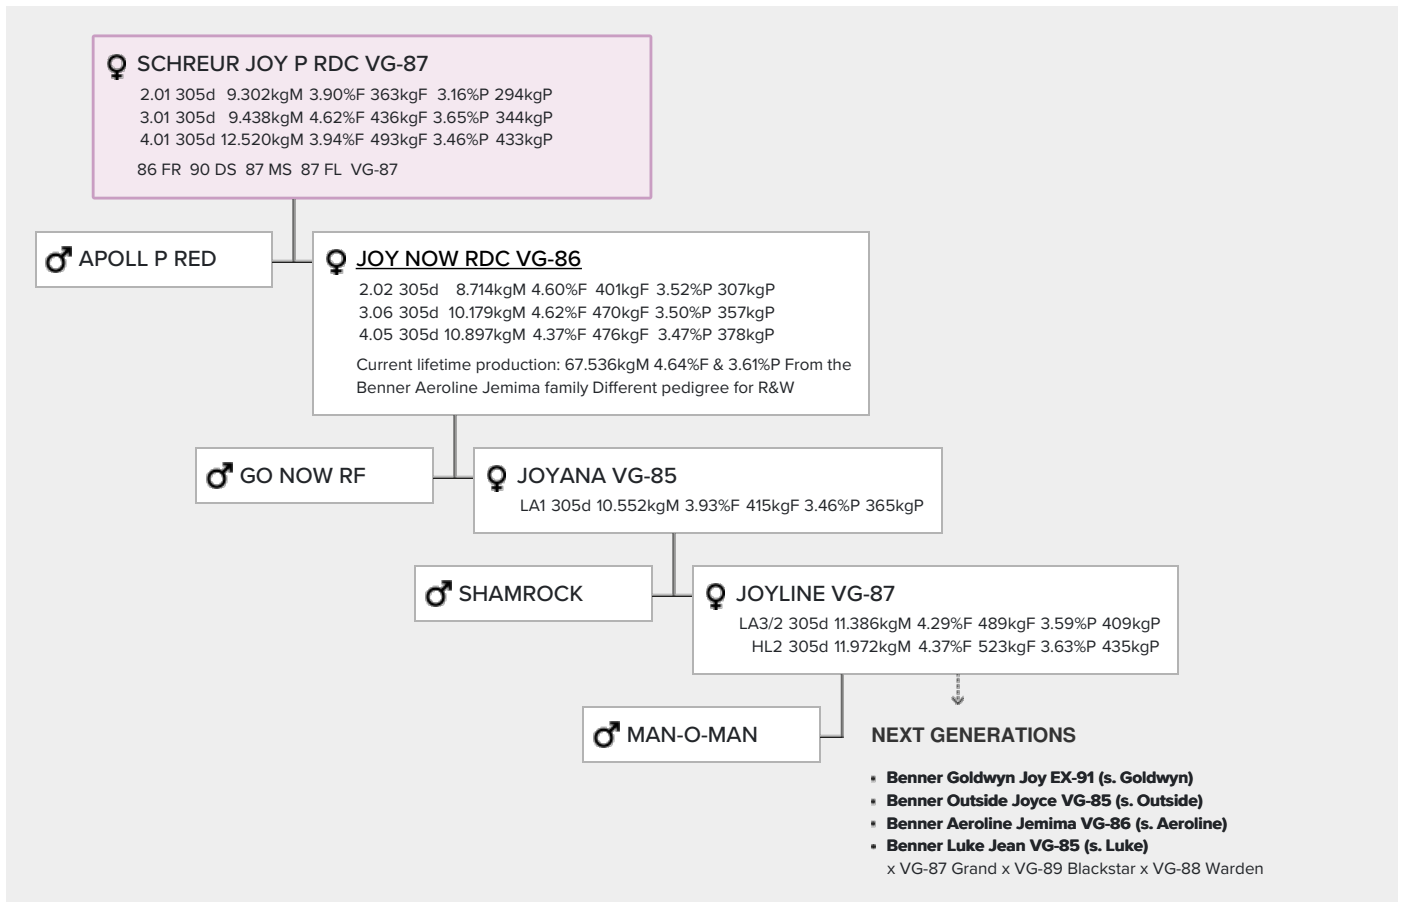 SCHREUR JOY P RDC VG-87
2.01 305d 9.302kgM 3.90%F 363kgF 3.16%P 294kgP
3.01 305d 9.438kgM 4.62%F 436kgF 3.65%P 344kgP
4.01 305d 12.520kgM 3.94%F 493kgF 3.46%P 433kgP
86 FR 90 DS 87 MS 87 FL VG-87
APOLL P RED
JOY NOW RDC VG-86
2.02 305d 8.714kgM 4.60%F 401kgF 3.52%P 307kgP
3.06 305d 10.179kgM 4.62%F 470kgF 3.50%P 357kgP
4.05 305d 10.897kgM 4.37%F 476kgF 3.47%P 378kgP
Current lifetime production: 67.536kgM 4.64%F & 3.61%P From the
Benner Aeroline Jemima family Different pedigree for R&W
GO NOW RF
JOYANA VG-85
LA1 305d 10.552kgM 3.93%F 415kgF 3.46%P 365kgP
SHAMROCK
JOYLINE VG-87
LA3/2 305d 11.386kgM 4.29%F 489kgF 3.59%P 409kgP
HL2 305d 11.972kgM 4.37%F 523kgF 3.63%P 435kgP
MAN-O-MAN
NEXT GENERATIONS
Benner Goldwyn Joy EX-91 (s. Goldwyn)
Benner Outside Joyce VG-85 (s. Outside)
Benner Aeroline Jemima VG-86 (s. Aeroline)
Benner Luke Jean VG-85 (s. Luke)
x VG-87 Grand x VG-89 Blackstar x VG-88 Warden